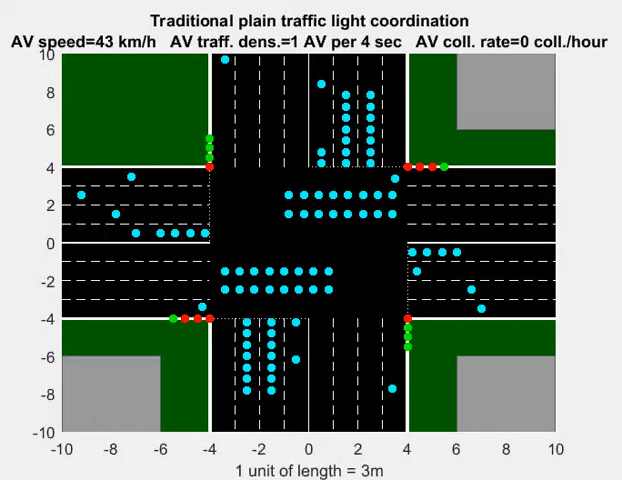 Traditional plain traffic light coordination
AV speed=43 km/h AV traff. dens.=1 AV per 4 sec AV coll. rate=0 coll./hour
10
8
6
4
2
0
-2
-4
-6
-8
-10
-10 -8 -6 -4 -2 0 2 4 6 8 10
1 unit of length = 3m